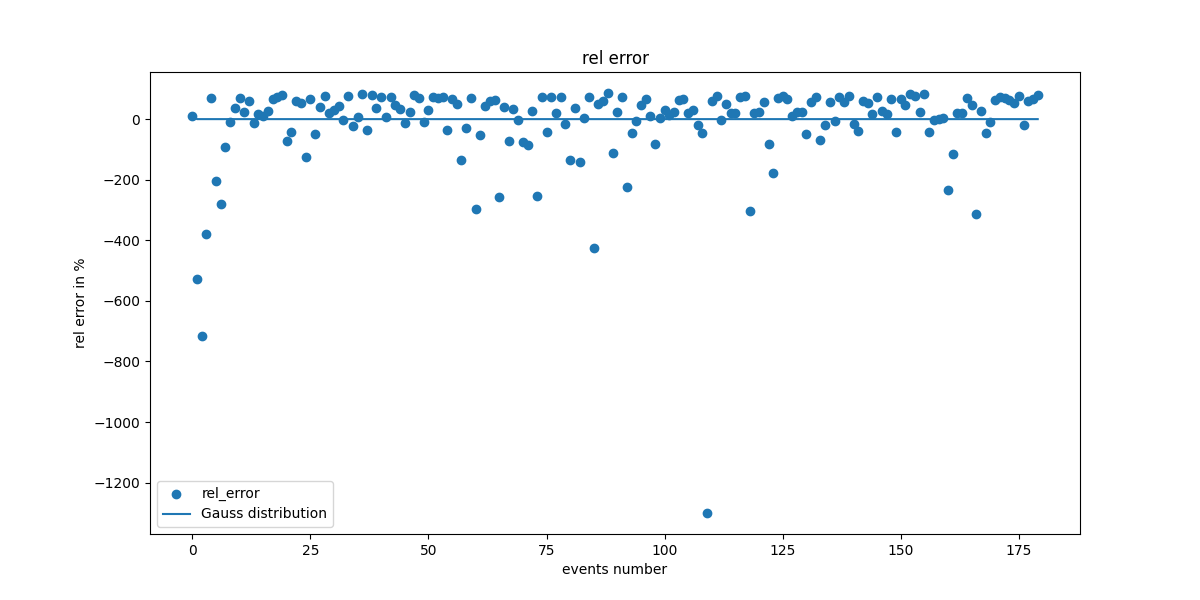 rel error
rel error in %
0
−200
−400
−600
−800
−1000
−1200
rel_error
Gauss distribution
0 25 50 75 100 125 150 175
events number